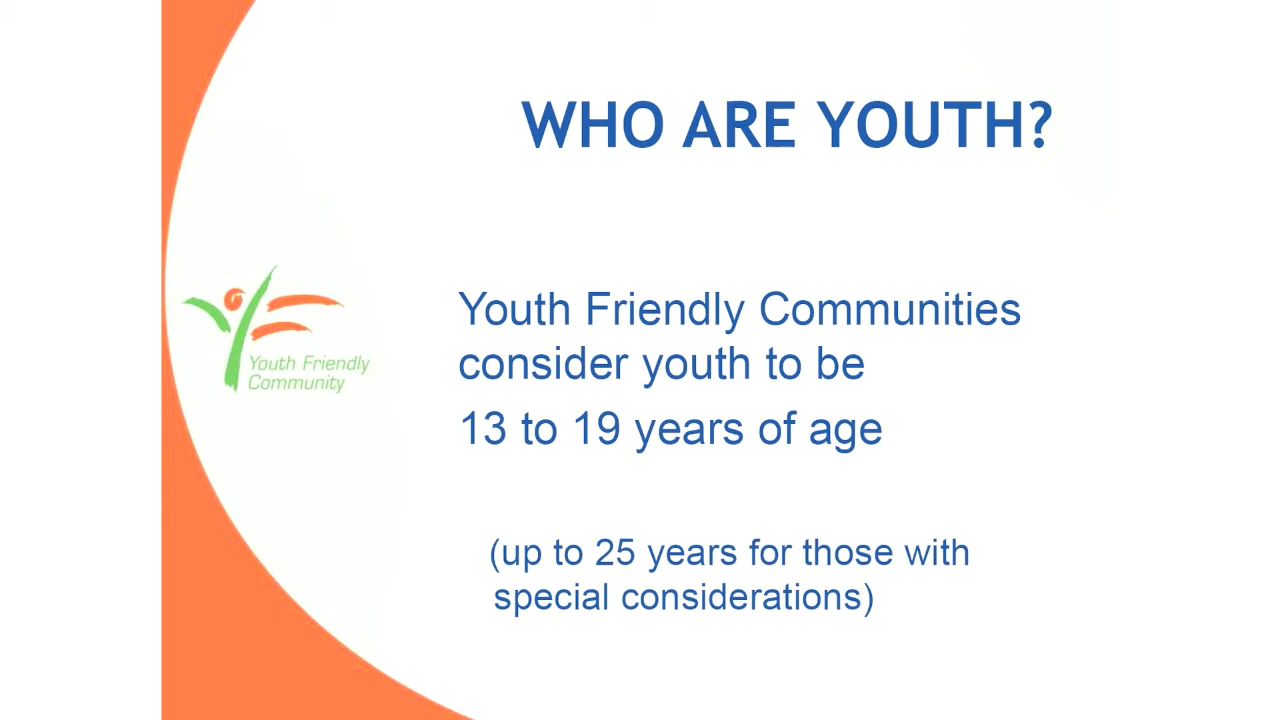 WHO ARE YOUTH?
Youth Friendly Communities
consider youth to be
13 to 19 years of age
(up to 25 years for those with
special considerations)
Youth Friendly
Community